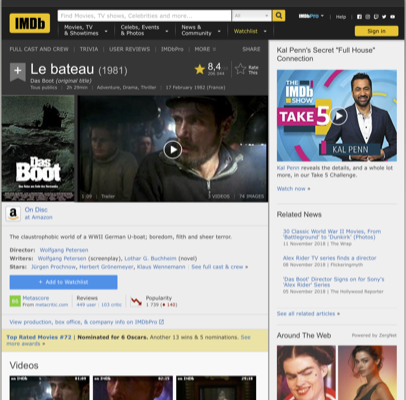 IMDb
Find Movies, TV shows, Celebrities and more...
All
IMDbPro
Help
Movies, TV
& Showtimes
Celebs, Events
& Photos
News &
Community
Watchlist
Sign in
FULL CAST AND CREW | TRIVIA | USER REVIEWS | IMDbPro | MORE
SHARE
Le bateau (1981)
Das Boot (original title)
Tous publics | 2h 29min | Adventure, Drama, Thriller | 17 February 1982 (France)
8,4
Rate
This
Das
Boot
1:39 | Trailer
3 VIDEOS | 74 IMAGES
On Disc
at Amazon
The claustrophobic world of a WWII German U-boat; boredom, filth and sheer terror.
Director: Wolfgang Petersen
Writers: Wolfgang Petersen (screenplay), Lothar G. Buchheim (novel)
Stars: Jürgen Prochnow, Herbert Grönemeyer, Klaus Wennemann | See full cast & crew »
+ Add to Watchlist
Metascore
From metacritic.com
Reviews
449 user | 103 critic
Popularity
1 739 (♦ 140)
View production, box office, & company info on IMDbPro
Top Rated Movies #72 | Nominated for 6 Oscars. Another 13 wins & 5 nominations. See
more awards »
Videos
Kal Penn's Secret "Full House"
Connection
THE
IMDb
SHOW
TAKE 5
KAL PENN
Kal Penn reveals the details, and a whole lot
more, in our Take 5 Challenge.
Watch now »
Related News
30 Classic World War II Movies, From
'Battleground' to 'Dunkirk' (Photos)
11 November 2018 | The Wrap
Alex Rider TV series finds a director
08 November 2018 | Flickeringmyth
'Das Boot' Director Signs on for Sony's
'Alex Rider' Series
05 November 2018 | The Hollywood Reporter
See all related articles »
Around The Web
Powered by ZergNet